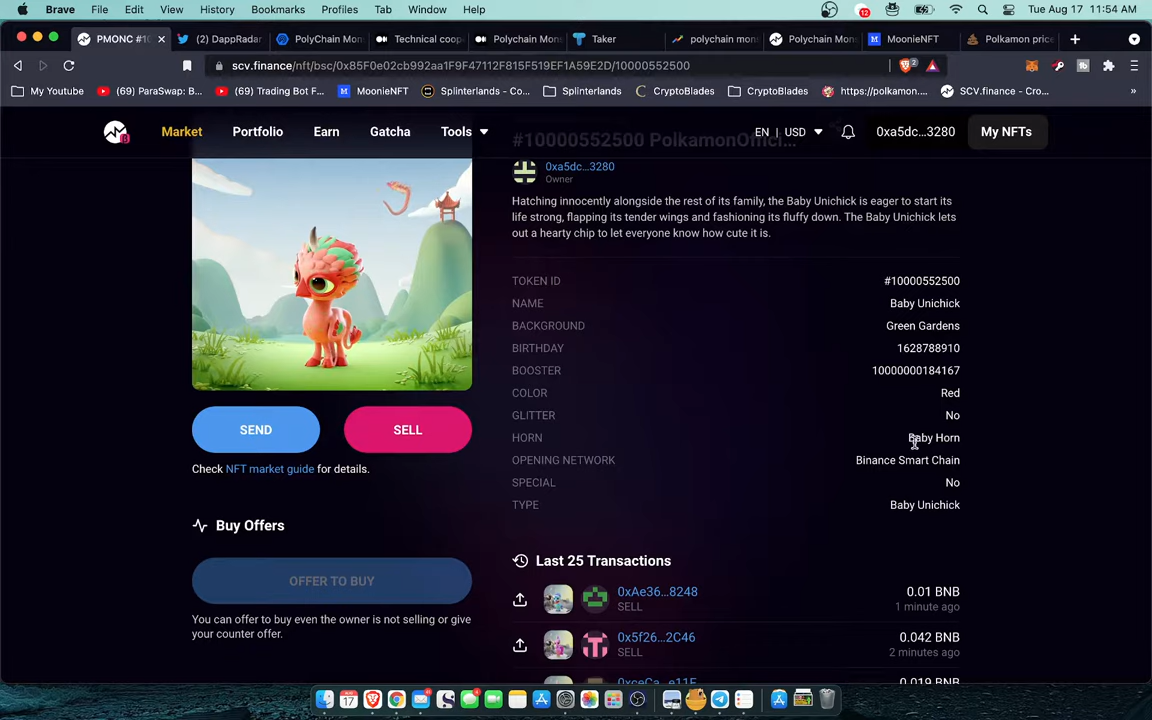 Brave File Edit View History Bookmarks Profiles Tab Window Help 12 Tue Aug 17 11:54 AM
PMONC #10 (2) DappRadar PolyChain Mon Technical coop Polychain Mons Taker polychain mon Polychain Mons MoonieNFT Polkamon price
scv.finance/nft/bsc/0x85F0e02cb992aa1F9F47112F815F519EF1A59E2D/10000552500 2
My Youtube (69) ParaSwap: B... (69) Trading Bot F... MoonieNFT Splinterlands - Co... Splinterlands CryptoBlades CryptoBlades https://polkamon.... SCV.finance - Cro... »
Market Portfolio Earn Gatcha Tools EN | USD 0xa5dc...3280 My NFTs
#10000552500 PolkamonOffici...
0xa5dc...3280
Owner
Hatching innocently alongside the rest of its family, the Baby Unichick is eager to start its
life strong, flapping its tender wings and fashioning its fluffy down. The Baby Unichick lets
out a hearty chip to let everyone know how cute it is.
TOKEN ID #10000552500
NAME Baby Unichick
BACKGROUND Green Gardens
BIRTHDAY 1628788910
BOOSTER 10000000184167
COLOR Red
GLITTER No
HORN Baby Horn
OPENING NETWORK Binance Smart Chain
SPECIAL No
TYPE Baby Unichick
SEND SELL
Check NFT market guide for details.
Buy Offers
OFFER TO BUY
You can offer to buy even the owner is not selling or give
your counter offer.
Last 25 Transactions
0xAe36...8248 0.01 BNB
SELL 1 minute ago
0x5f26...2C46 0.042 BNB
SELL 2 minutes ago